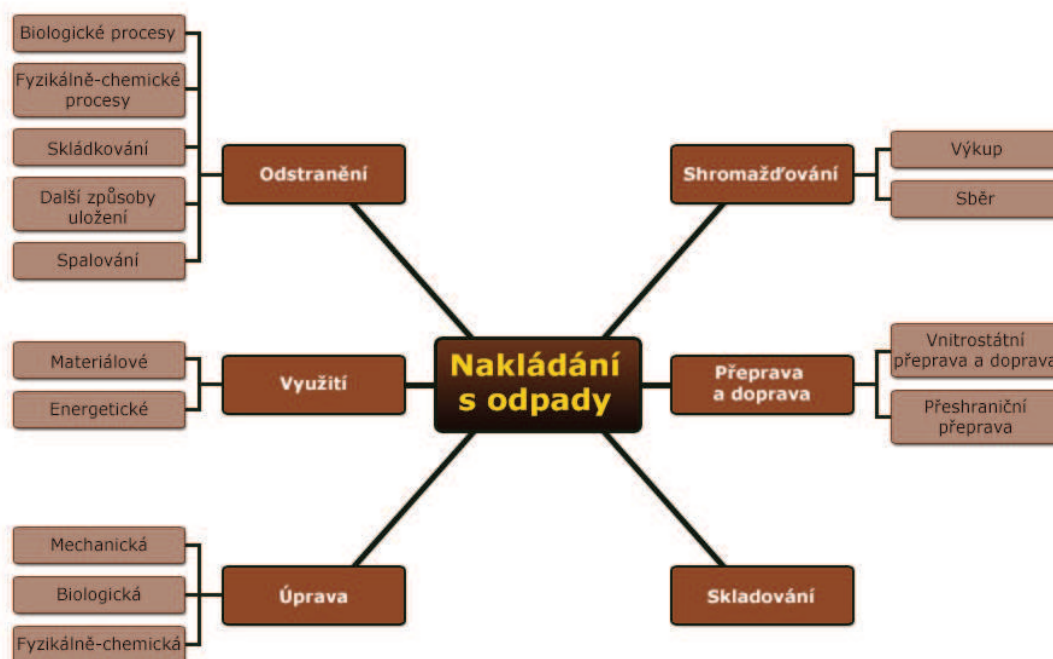 Biologické procesy
Fyzikálně-chemické
procesy
Skládkování
Další způsoby
uložení
Spalování
Odstranění
Materiálové
Energetické
Využití
Mechanická
Biologická
Fyzikálně-chemická
Úprava
Nakládání
s odpady
Shromažďování
Výkup
Sběr
Přeprava
a doprava
Vnitrostátní
přeprava a doprava
Přeshraniční
přeprava
Skladování